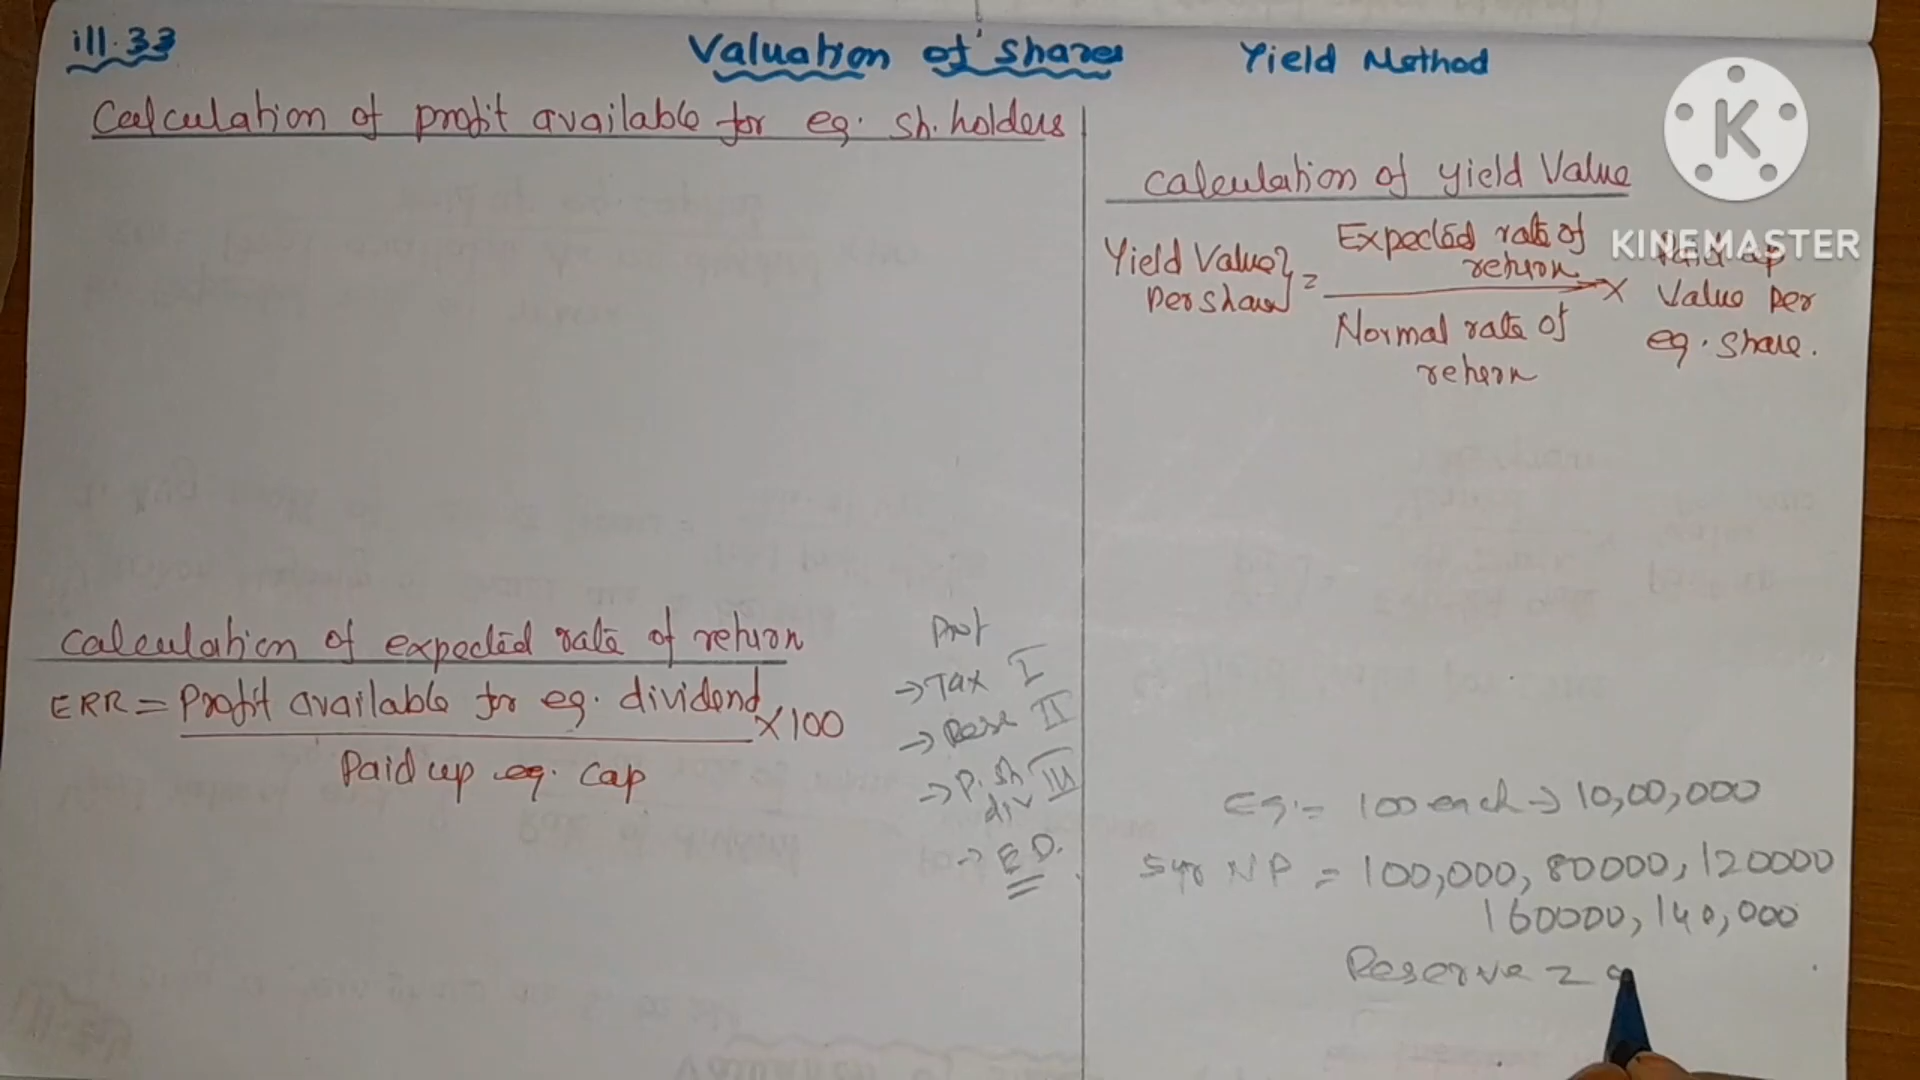 ill.33
Valuation of shares
Yield Method
Calculation of profit available for eq. sh. holders
Calculation of yield Value
Yield Value
Per share
=
Expected rate of
return
Normal rate of
return
X
Paid up
Value Per
eq. share.
K
KINEMASTER
Calculation of expected rate of return
ERR = Profit available for eq. dividend X 100
Paid up eq. cap
Prof
→ Tax I
→ Rese II
→ P. sh III
div
→ E D.
Eq. = 100 each → 10,00,000
5 yr NP = 100,000, 80000, 120000
160000, 140,000
Reserve =